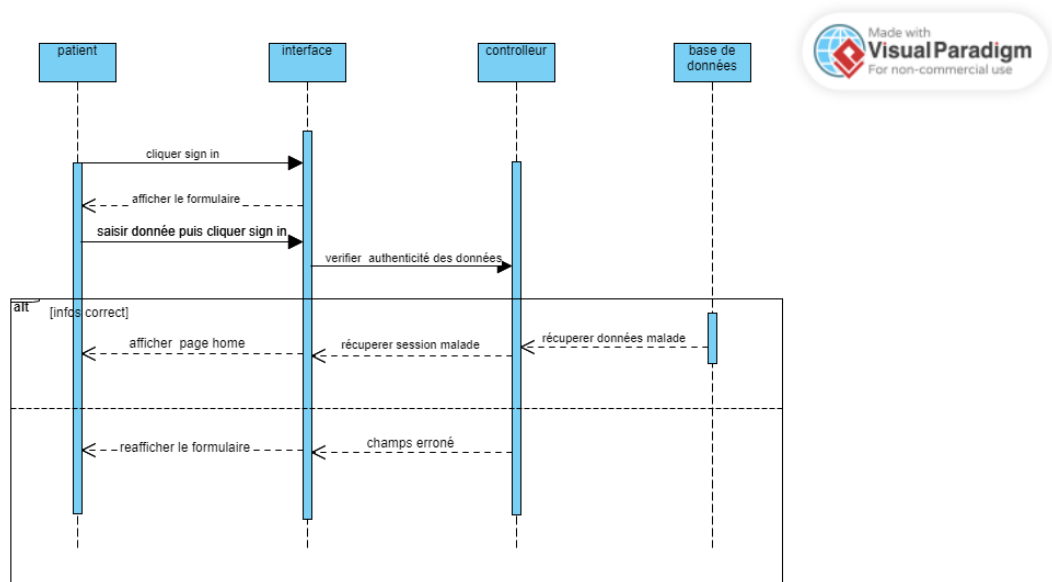 Made with
Visual Paradigm
For non-commercial use
patient
interface
controlleur
base de
données
cliquer sign in
afficher le formulaire
saisir donnée puis cliquer sign in
verifier authenticité des données
alt
[infos correct]
afficher page home
récuperer session malade
récuperer données malade
reafficher le formulaire
champs erroné